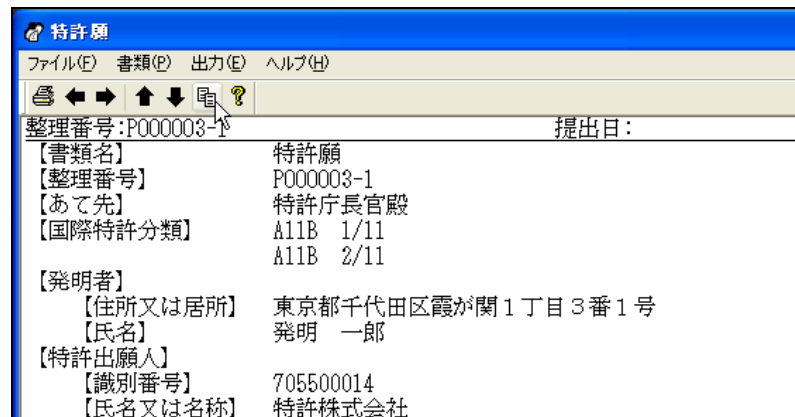 特許願
ファイル(F) 書類(P) 出力(E) ヘルプ(H)
整理番号:P000003-1 提出日:
【書類名】 特許願
【整理番号】 P000003-1
【あて先】 特許庁長官殿
【国際特許分類】 A11B 1/11
A11B 2/11
【発明者】
【住所又は居所】 東京都千代田区霞が関1丁目3番1号
【氏名】 発明 一郎
【特許出願人】
【識別番号】 705500014
【氏名又は名称】 特許株式会社